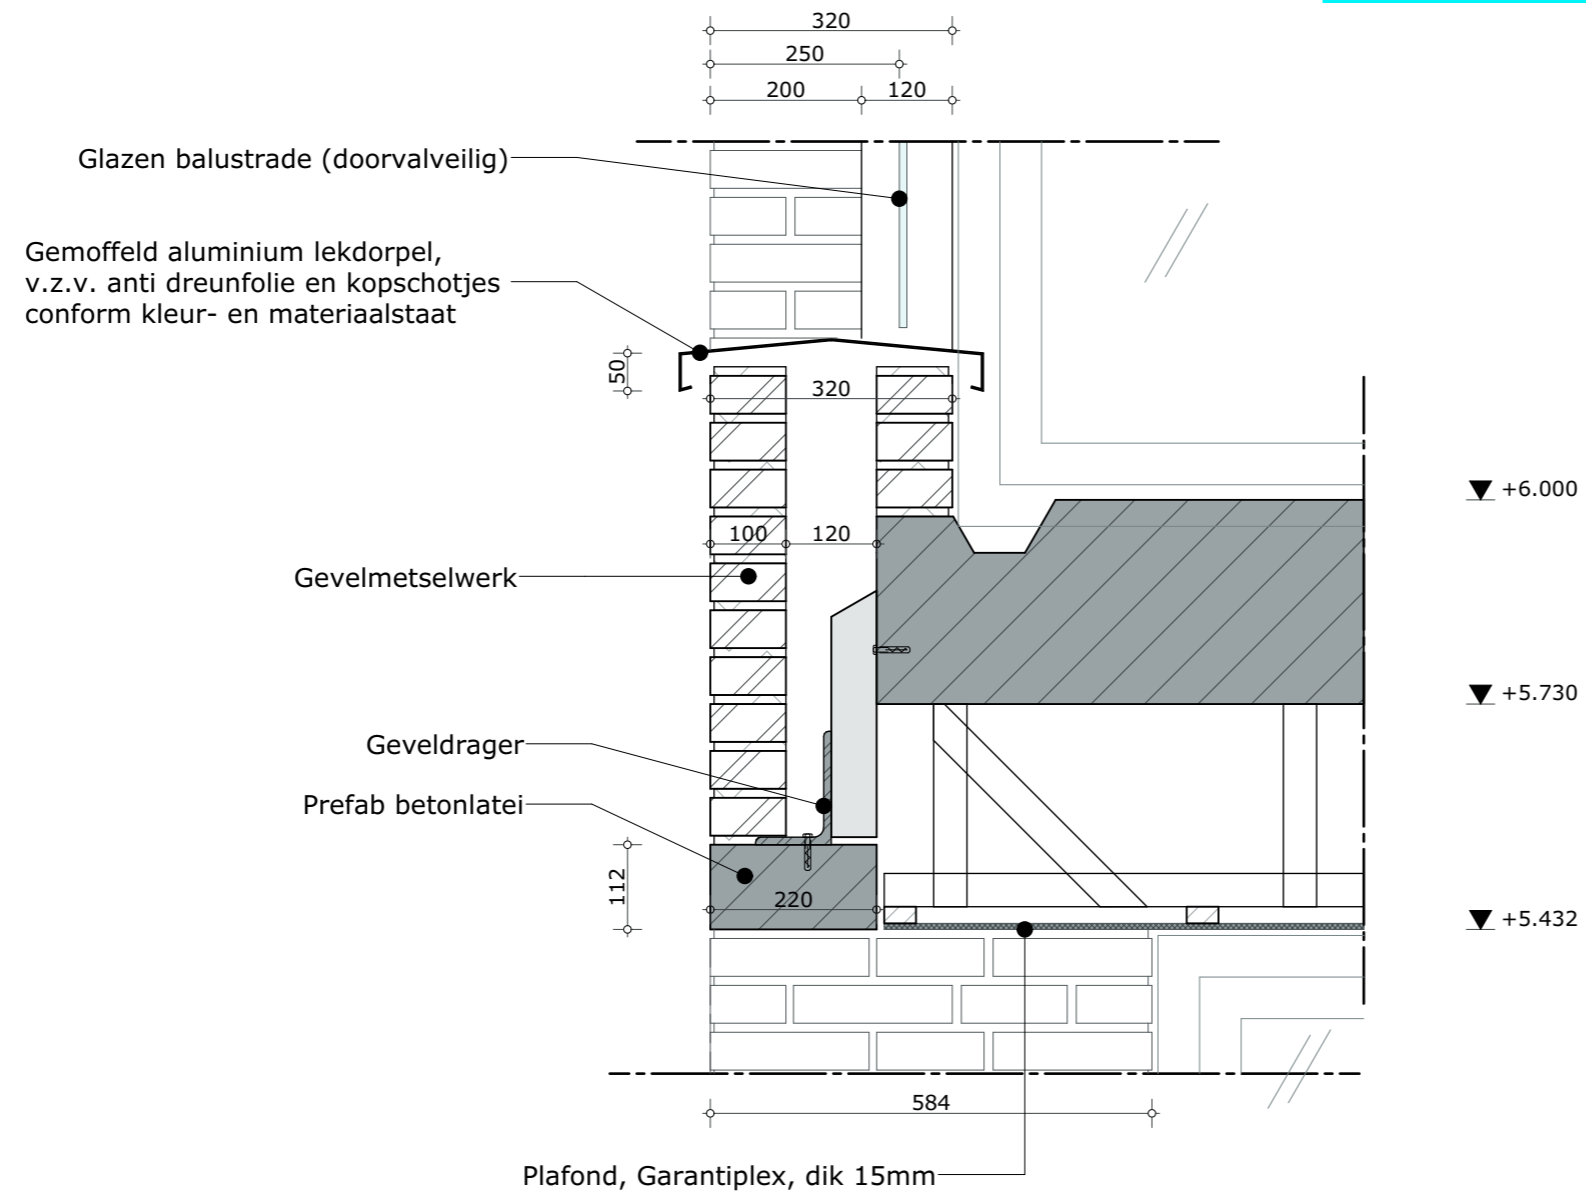 320
250
200
120
Glazen balustrade (doorvalveilig)
Gemoffeld aluminium lekdorpel,
v.z.v. anti dreunfolie en kopschotjes
conform kleur- en materiaalstaat
50
320
+6.000
100
120
Gevelmetselwerk
+5.730
Geveldrager
Prefab betonlatei
112
220
+5.432
584
Plafond, Garantiplex, dik 15mm